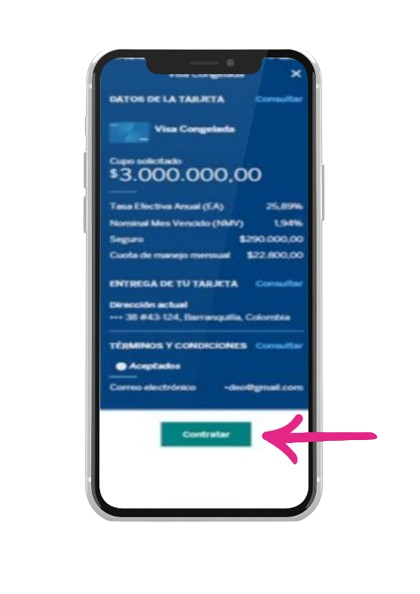 Visa Congelada
DATOS DE LA TARJETA Consultar
Visa Congelada
Cupo solicitado
$3.000.000,00
Tasa Efectiva Anual (EA) 25,89%
Nominal Mes Vencido (NMV) 1,94%
Seguro $290.000,00
Cuota de manejo mensual $22.800,00
ENTREGA DE TU TARJETA Consultar
Dirección actual
••• 38 #43-124, Barranquilla, Colombia
TÉRMINOS Y CONDICIONES Consultar
Aceptados
Correo electrónico -deo@gmail.com
Contratar